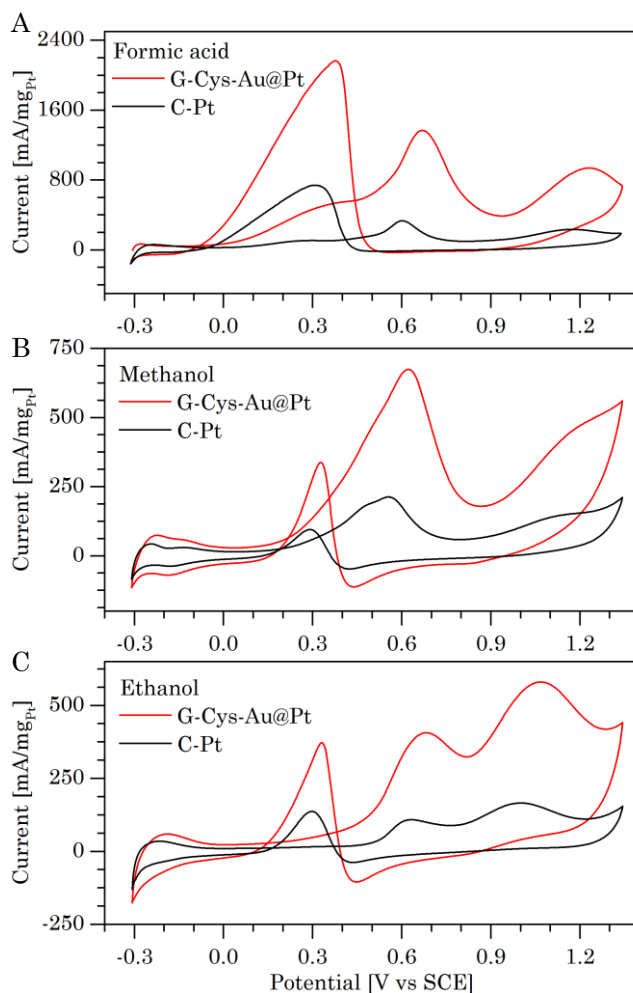 A
Formic acid
G-Cys-Au@Pt
C-Pt
Current [mA/mgPt]
2400
1600
800
0
-0.3 0.0 0.3 0.6 0.9 1.2
B
Methanol
G-Cys-Au@Pt
C-Pt
Current [mA/mgPt]
750
500
250
0
-0.3 0.0 0.3 0.6 0.9 1.2
C
Ethanol
G-Cys-Au@Pt
C-Pt
Current [mA/mgPt]
500
250
0
-250
-0.3 0.0 0.3 0.6 0.9 1.2
Potential [V vs SCE]